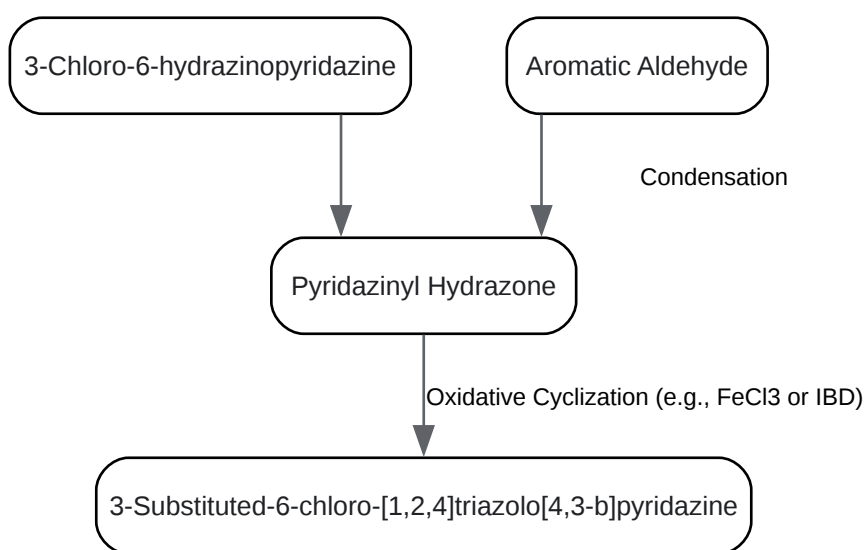 3-Chloro-6-hydrazinopyridazine
Aromatic Aldehyde
Condensation
Pyridazinyl Hydrazone
Oxidative Cyclization (e.g., FeCl3 or IBD)
3-Substituted-6-chloro-[1,2,4]triazolo[4,3-b]pyridazine